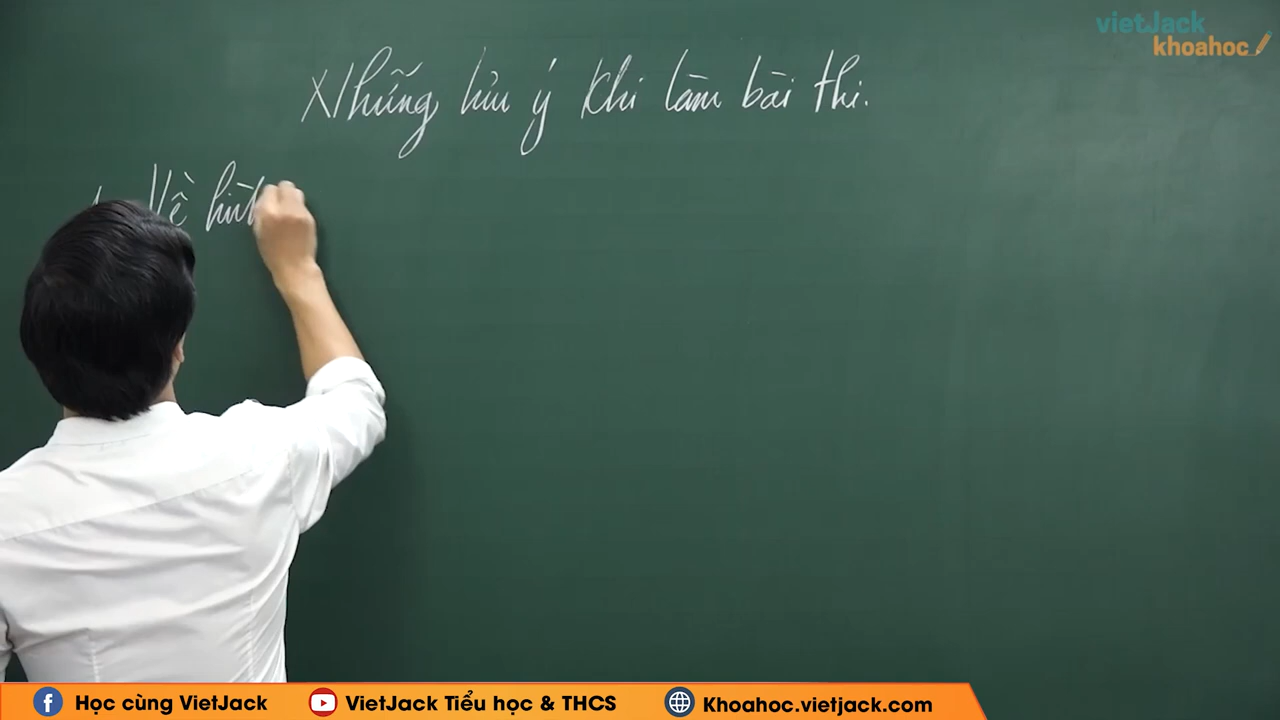 vietJack
khoahoc
Những lưu ý khi làm bài thi.
Về
Học cùng VietJack
VietJack Tiểu học & THCS
Khoahoc.vietjack.com